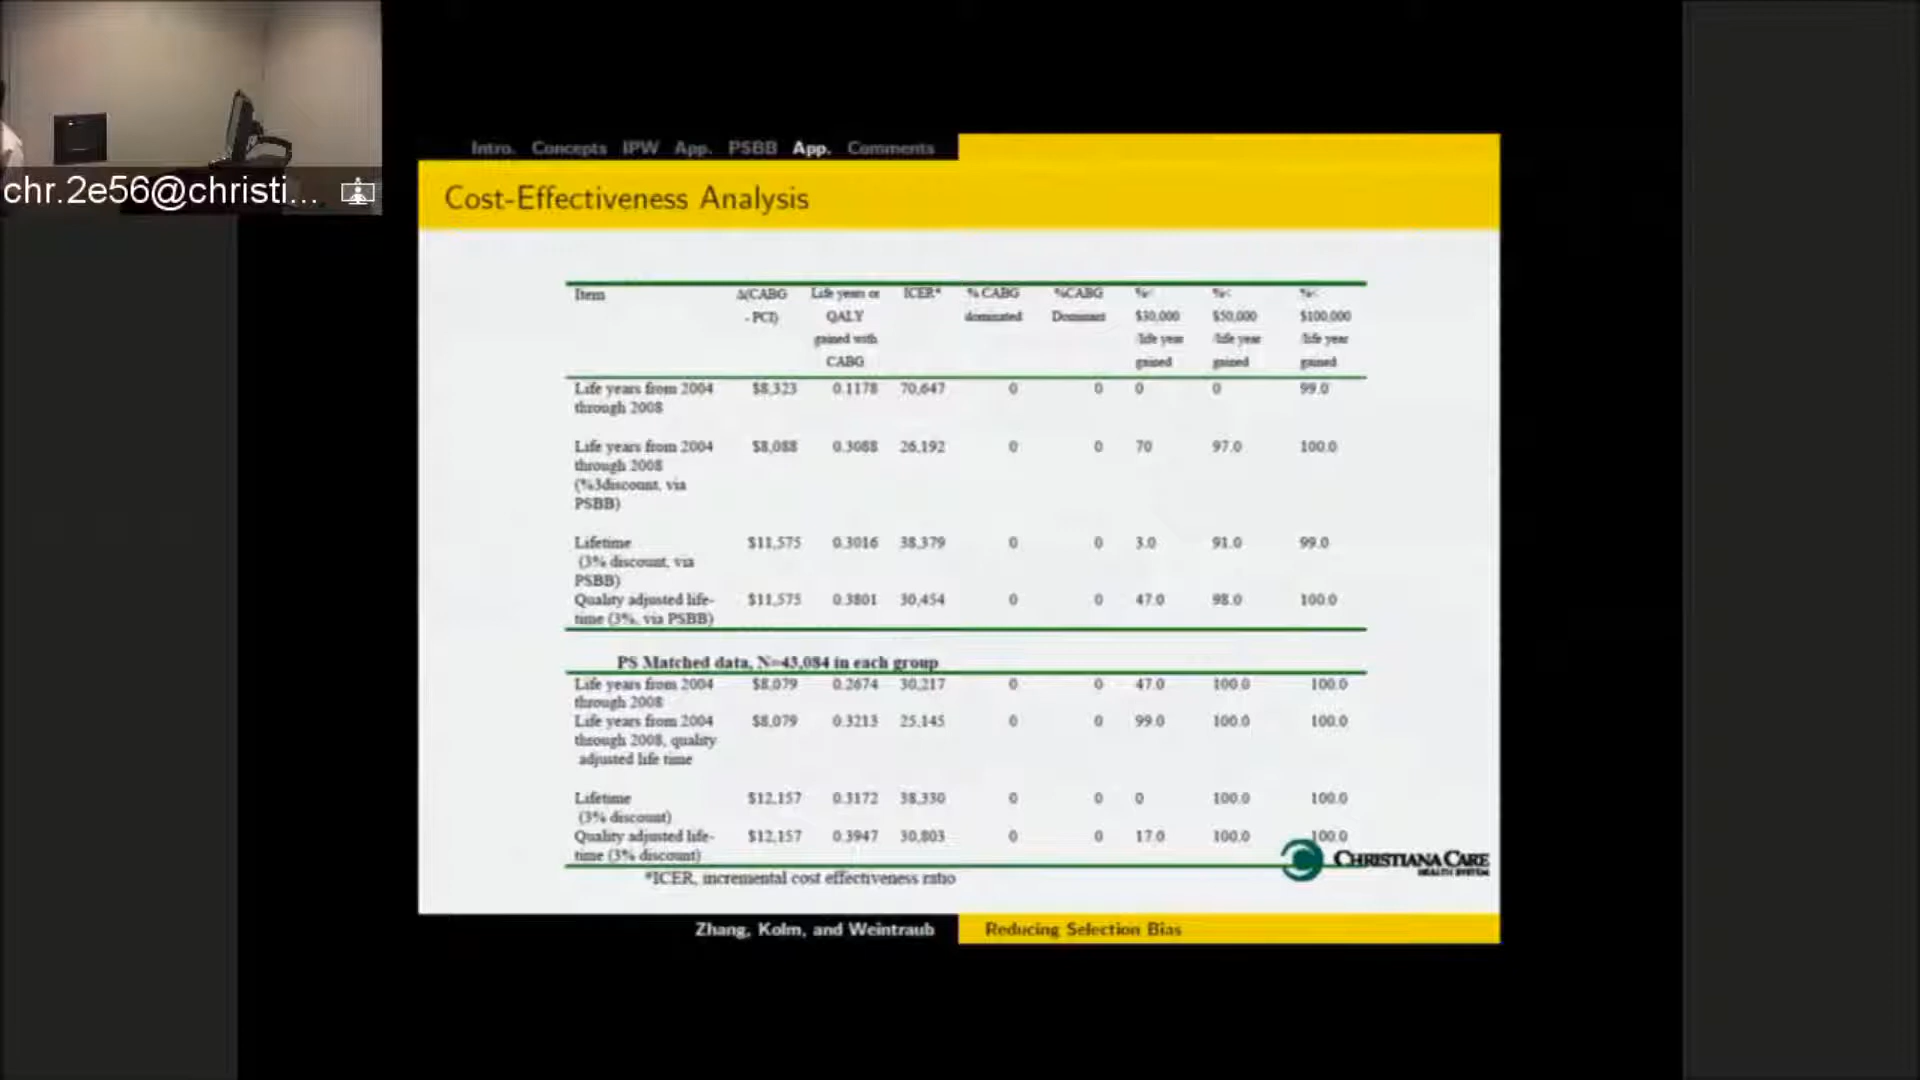 chr.2e56@christi...
Intro. Concepts IPW App. PSBB App. Comments
Cost-Effectiveness Analysis
Item Δ(CABG Life years or ICER* % CABG %CABG %< %< %<
- PCI) QALY dominated Dominant $30,000 $50,000 $100,000
gained with /life year /life year /life year
CABG gained gained gained
Life years from 2004 $8,323 0.1178 70,647 0 0 0 0 99.0
through 2008
Life years from 2004 $8,088 0.3088 26,192 0 0 70 97.0 100.0
through 2008
(%3discount, via
PSBB)
Lifetime $11,575 0.3016 38,379 0 0 3.0 91.0 99.0
(3% discount, via
PSBB)
Quality adjusted life- $11,575 0.3801 30,454 0 0 47.0 98.0 100.0
time (3%, via PSBB)
PS Matched data, N=43,084 in each group
Life years from 2004 $8,079 0.2674 30,217 0 0 47.0 100.0 100.0
through 2008
Life years from 2004 $8,079 0.3213 25,145 0 0 99.0 100.0 100.0
through 2008, quality
adjusted life time
Lifetime $12,157 0.3172 38,330 0 0 0 100.0 100.0
(3% discount)
Quality adjusted life- $12,157 0.3947 30,803 0 0 17.0 100.0 100.0
time (3% discount)
CHRISTIANA CARE
HEALTH SYSTEM
*ICER, incremental cost effectiveness ratio
Zhang, Kolm, and Weintraub Reducing Selection Bias